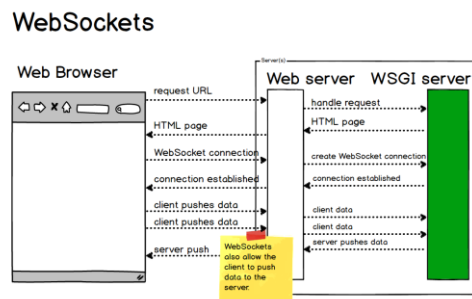 WebSockets
Server(s)
Web Browser
Web server
WSGI server
request URL
handle request
HTML page
HTML page
WebSocket connection
create WebSocket connection
connection established
connection established
client pushes data
client data
client pushes data
client data
server push
server pushes data
WebSockets
also allow the
client to push
data to the
server.